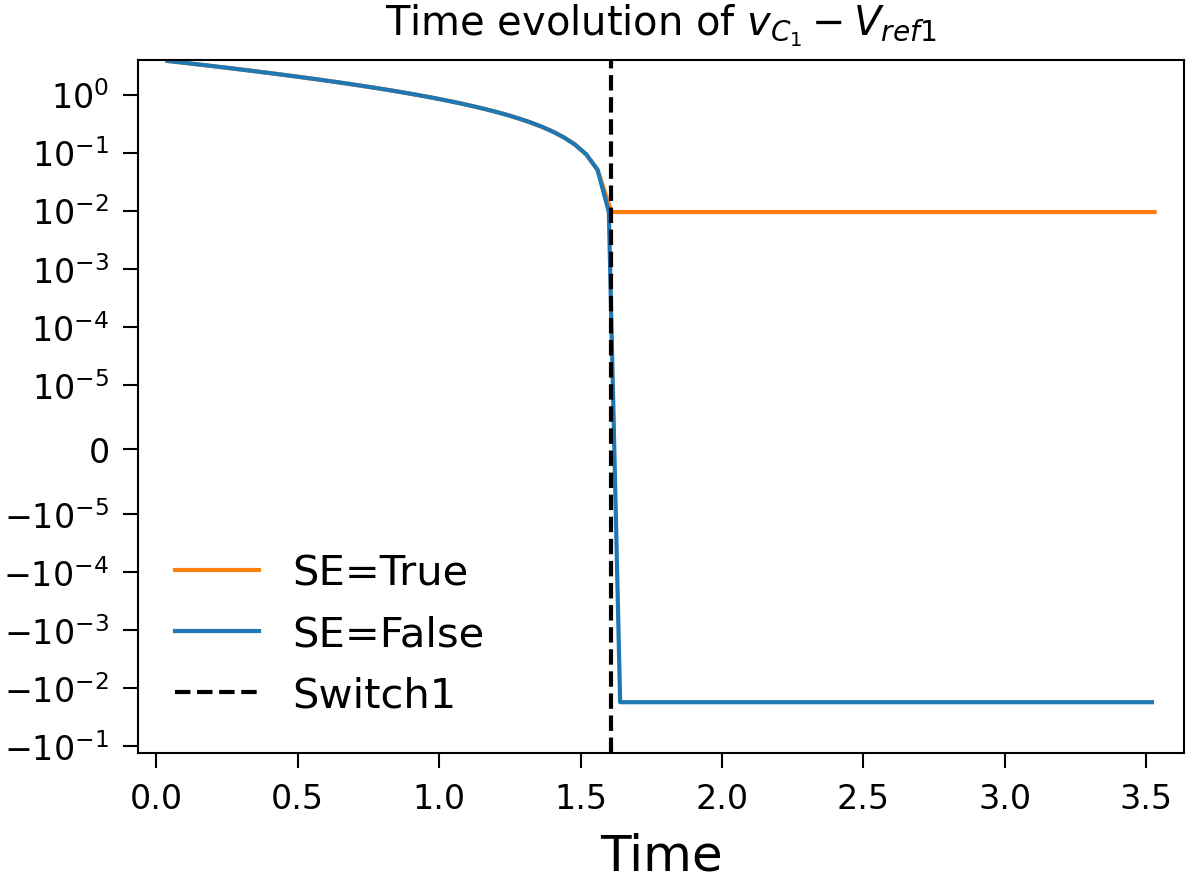 Time evolution of $v_{C_1} - V_{ref1}$
10⁰
10⁻¹
10⁻²
10⁻³
10⁻⁴
10⁻⁵
0
−10⁻⁵
−10⁻⁴
−10⁻³
−10⁻²
−10⁻¹
SE=True
SE=False
Switch1
0.0 0.5 1.0 1.5 2.0 2.5 3.0 3.5
Time